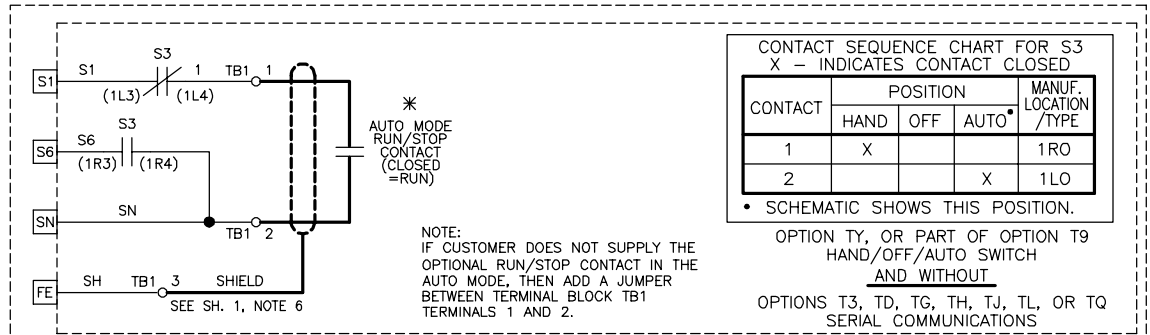 S1
S1
S3
1
TB1
1
(1L3)
(1L4)
S6
S6
S3
(1R3)
(1R4)
SN
SN
TB1
2
FE
SH
TB1
3
SHIELD
SEE SH. 1, NOTE 6
*
AUTO MODE
RUN/STOP
CONTACT
(CLOSED
=RUN)
NOTE:
IF CUSTOMER DOES NOT SUPPLY THE
OPTIONAL RUN/STOP CONTACT IN THE
AUTO MODE, THEN ADD A JUMPER
BETWEEN TERMINAL BLOCK TB1
TERMINALS 1 AND 2.
CONTACT SEQUENCE CHART FOR S3
X – INDICATES CONTACT CLOSED
CONTACT
POSITION
MANUF.
LOCATION
/TYPE
HAND OFF AUTO•
1 X 1RO
2 X 1LO
• SCHEMATIC SHOWS THIS POSITION.
OPTION TY, OR PART OF OPTION T9
HAND/OFF/AUTO SWITCH
AND WITHOUT
OPTIONS T3, TD, TG, TH, TJ, TL, OR TQ
SERIAL COMMUNICATIONS